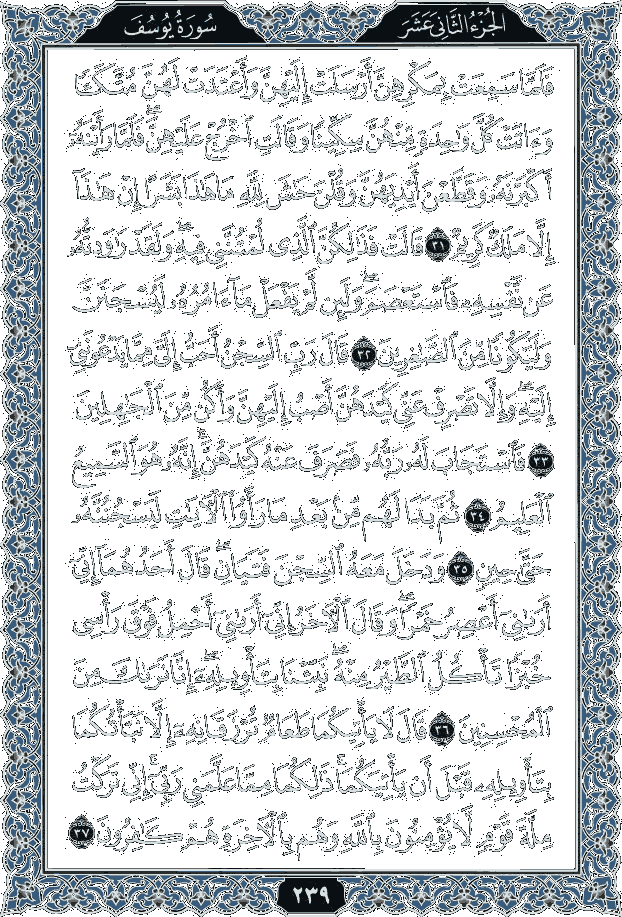 الجُزْءُ الثَّانِي عَشَرَ
سُورَةُ يُوسُفَ
فَلَمَّا سَمِعَتْ بِمَكْرِهِنَّ أَرْسَلَتْ إِلَيْهِنَّ وَأَعْتَدَتْ لَهُنَّ مُتَّكَـًٔا
وَءَاتَتْ كُلَّ وَٰحِدَةٍ مِّنْهُنَّ سِكِّينًا وَقَالَتِ ٱخْرُجْ عَلَيْهِنَّ ۖ فَلَمَّا رَأَيْنَهُۥٓ
أَكْبَرْنَهُۥ وَقَطَّعْنَ أَيْدِيَهُنَّ وَقُلْنَ حَٰشَ لِلَّهِ مَا هَٰذَا بَشَرًا إِنْ هَٰذَآ
إِلَّا مَلَكٌ كَرِيمٌ ٣١ قَالَتْ فَذَٰلِكُنَّ ٱلَّذِى لُمْتُنَّنِى فِيهِ ۖ وَلَقَدْ رَٰوَدتُّهُۥ
عَن نَّفْسِهِۦ فَٱسْتَعْصَمَ ۖ وَلَئِن لَّمْ يَفْعَلْ مَآ ءَامُرُهُۥ لَيُسْجَنَنَّ
وَلَيَكُونًا مِّنَ ٱلصَّٰغِرِينَ ٣٢ قَالَ رَبِّ ٱلسِّجْنُ أَحَبُّ إِلَىَّ مِمَّا يَدْعُونَنِىٓ
إِلَيْهِ ۖ وَإِلَّا تَصْرِفْ عَنِّى كَيْدَهُنَّ أَصْبُ إِلَيْهِنَّ وَأَكُن مِّنَ ٱلْجَٰهِلِينَ
٣٣ فَٱسْتَجَابَ لَهُۥ رَبُّهُۥ فَصَرَفَ عَنْهُ كَيْدَهُنَّ ۚ إِنَّهُۥ هُوَ ٱلسَّمِيعُ
ٱلْعَلِيمُ ٣٤ ثُمَّ بَدَا لَهُم مِّنۢ بَعْدِ مَا رَأَوُا۟ ٱلْـَٔايَٰتِ لَيَسْجُنُنَّهُۥ
حَتَّىٰ حِينٍ ٣٥ وَدَخَلَ مَعَهُ ٱلسِّجْنَ فَتَيَانِ ۖ قَالَ أَحَدُهُمَآ إِنِّىٓ
أَرَىٰنِىٓ أَعْصِرُ خَمْرًا ۖ وَقَالَ ٱلْـَٔاخَرُ إِنِّىٓ أَرَىٰنِىٓ أَحْمِلُ فَوْقَ رَأْسِى
خُبْزًا تَأْكُلُ ٱلطَّيْرُ مِنْهُ ۖ نَبِّئْنَا بِتَأْوِيلِهِۦٓ ۖ إِنَّا نَرَىٰكَ مِنَ
ٱلْمُحْسِنِينَ ٣٦ قَالَ لَا يَأْتِيكُمَا طَعَامٌ تُرْزَقَانِهِۦٓ إِلَّا نَبَّأْتُكُمَا
بِتَأْوِيلِهِۦ قَبْلَ أَن يَأْتِيَكُمَا ۚ ذَٰلِكُمَا مِمَّا عَلَّمَنِى رَبِّىٓ ۚ إِنِّى تَرَكْتُ
مِلَّةَ قَوْمٍ لَّا يُؤْمِنُونَ بِٱللَّهِ وَهُم بِٱلْـَٔاخِرَةِ هُمْ كَٰفِرُونَ ٣٧
٢٣٩